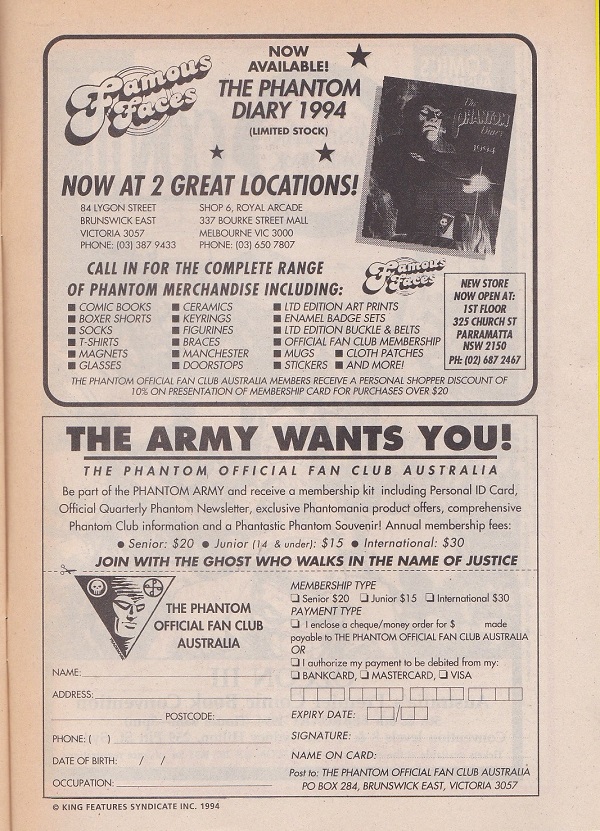 Famous Faces
NOW
AVAILABLE!
THE PHANTOM
DIARY 1994
(LIMITED STOCK)
The
PHANTOM
Diary
1994
NOW AT 2 GREAT LOCATIONS!
84 LYGON STREET
BRUNSWICK EAST
VICTORIA 3057
PHONE: (03) 387 9433
SHOP 6, ROYAL ARCADE
337 BOURKE STREET MALL
MELBOURNE VIC 3000
PHONE: (03) 650 7807
CALL IN FOR THE COMPLETE RANGE
OF PHANTOM MERCHANDISE INCLUDING:
■ COMIC BOOKS
■ BOXER SHORTS
■ SOCKS
■ T-SHIRTS
■ MAGNETS
■ GLASSES
■ CERAMICS
■ KEYRINGS
■ FIGURINES
■ BRACES
■ MANCHESTER
■ DOORSTOPS
■ LTD EDITION ART PRINTS
■ ENAMEL BADGE SETS
■ LTD EDITION BUCKLE & BELTS
■ OFFICIAL FAN CLUB MEMBERSHIP
■ MUGS ■ CLOTH PATCHES
■ STICKERS ■ AND MORE!
Famous Faces
NEW STORE
NOW OPEN AT:
1ST FLOOR
325 CHURCH ST
PARRAMATTA
NSW 2150
PH: (02) 687 2467
THE PHANTOM OFFICIAL FAN CLUB AUSTRALIA MEMBERS RECEIVE A PERSONAL SHOPPER DISCOUNT OF
10% ON PRESENTATION OF MEMBERSHIP CARD FOR PURCHASES OVER $20
THE ARMY WANTS YOU!
THE PHANTOM OFFICIAL FAN CLUB AUSTRALIA
Be part of the PHANTOM ARMY and receive a membership kit including Personal ID Card,
Official Quarterly Phantom Newsletter, exclusive Phantomania product offers, comprehensive
Phantom Club information and a Phantastic Phantom Souvenir! Annual membership fees:
● Senior: $20 ● Junior (14 & under): $15 ● International: $30
JOIN WITH THE GHOST WHO WALKS IN THE NAME OF JUSTICE
THE PHANTOM
OFFICIAL FAN CLUB
AUSTRALIA
NAME:
ADDRESS:
POSTCODE:
PHONE: ( )
DATE OF BIRTH: / /
OCCUPATION:
MEMBERSHIP TYPE
❏ Senior $20 ❏ Junior $15 ❏ International $30
PAYMENT TYPE
❏ I enclose a cheque/money order for $ made
payable to THE PHANTOM OFFICIAL FAN CLUB AUSTRALIA
OR
❏ I authorize my payment to be debited from my:
❏ BANKCARD, ❏ MASTERCARD, ❏ VISA
EXPIRY DATE: /
SIGNATURE:
NAME ON CARD:
Post to: THE PHANTOM OFFICIAL FAN CLUB AUSTRALIA
PO BOX 284, BRUNSWICK EAST, VICTORIA 3057
© KING FEATURES SYNDICATE INC. 1994